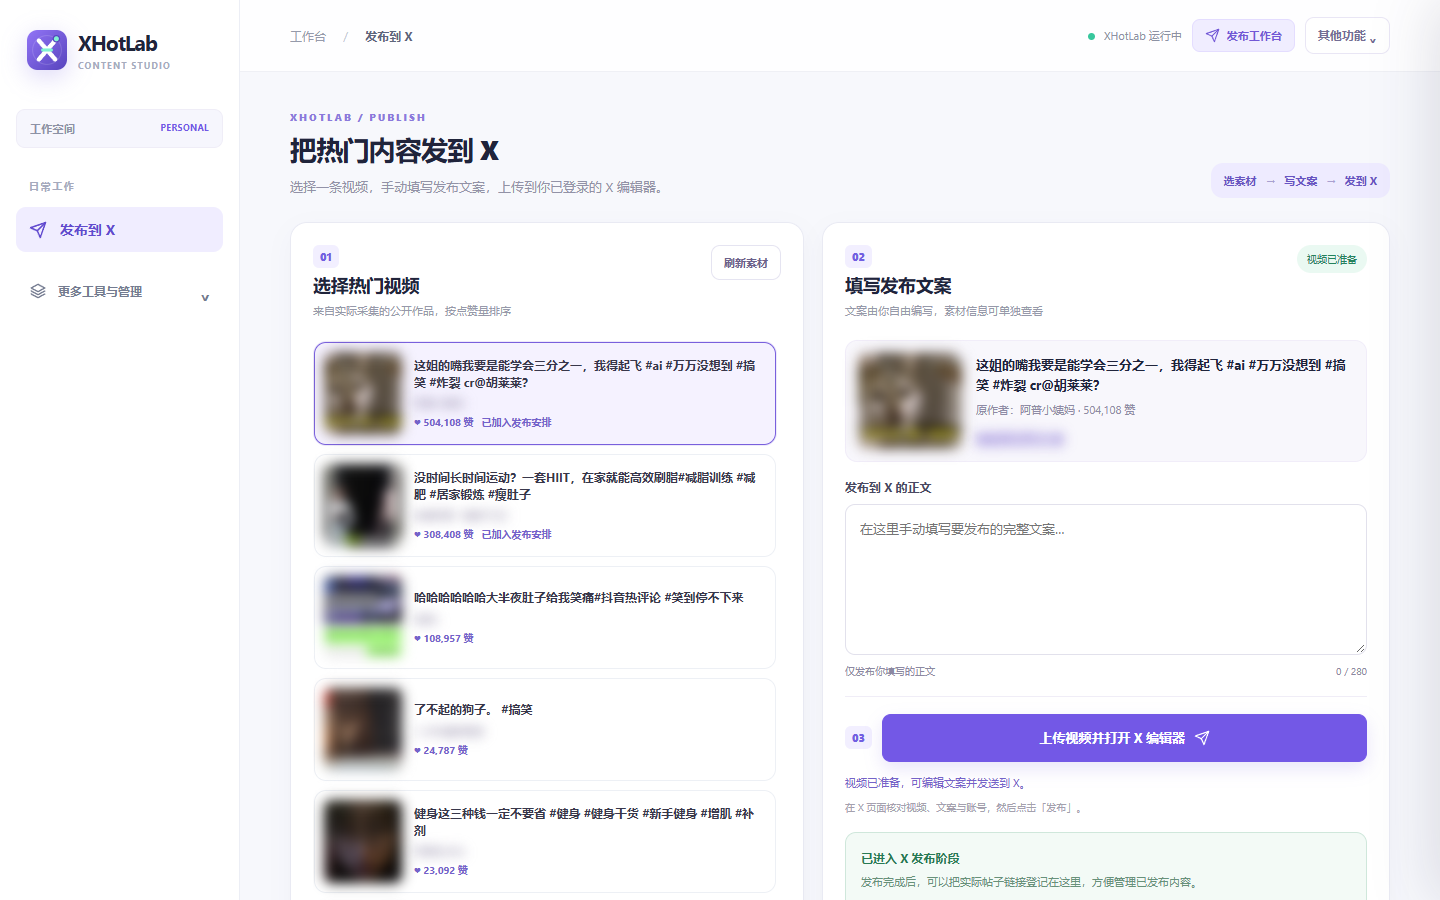 XHotLab
CONTENT STUDIO
工作空间
PERSONAL
日常工作
发布到 X
更多工具与管理
工作台 / 发布到 X
XHotLab 运行中
发布工作台
其他功能
XHOTLAB / PUBLISH
把热门内容发到 X
选择一条视频，手动填写发布文案，上传到你已登录的 X 编辑器。
选素材 → 写文案 → 发到 X
01
刷新素材
选择热门视频
来自实际采集的公开作品，按点赞量排序
这姐的嘴我要是能学会三分之一，我得起飞 #ai #万万没想到 #搞
笑 #炸裂 cr@胡莱莱？
♥ 504,108 赞 已加入发布安排
没时间长时间运动？一套HIIT，在家就能高效刷脂#减脂训练 #减
肥 #居家锻炼 #瘦肚子
♥ 308,408 赞 已加入发布安排
哈哈哈哈哈哈大半夜肚子给我笑痛#抖音热评论 #笑到停不下来
♥ 108,957 赞
了不起的狗子。 #搞笑
♥ 24,787 赞
健身这三种钱一定不要省 #健身 #健身干货 #新手健身 #增肌 #补
剂
♥ 23,092 赞
02
视频已准备
填写发布文案
文案由你自由编写，素材信息可单独查看
这姐的嘴我要是能学会三分之一，我得起飞 #ai #万万没想到 #搞
笑 #炸裂 cr@胡莱莱？
原作者：阿普小姨妈 · 504,108 赞
发布到 X 的正文
在这里手动填写要发布的完整文案...
仅发布你填写的正文
0 / 280
03
上传视频并打开 X 编辑器
视频已准备，可编辑文案并发送到 X。
在 X 页面核对视频、文案与账号，然后点击「发布」。
已进入 X 发布阶段
发布完成后，可以把实际帖子链接登记在这里，方便管理已发布内容。